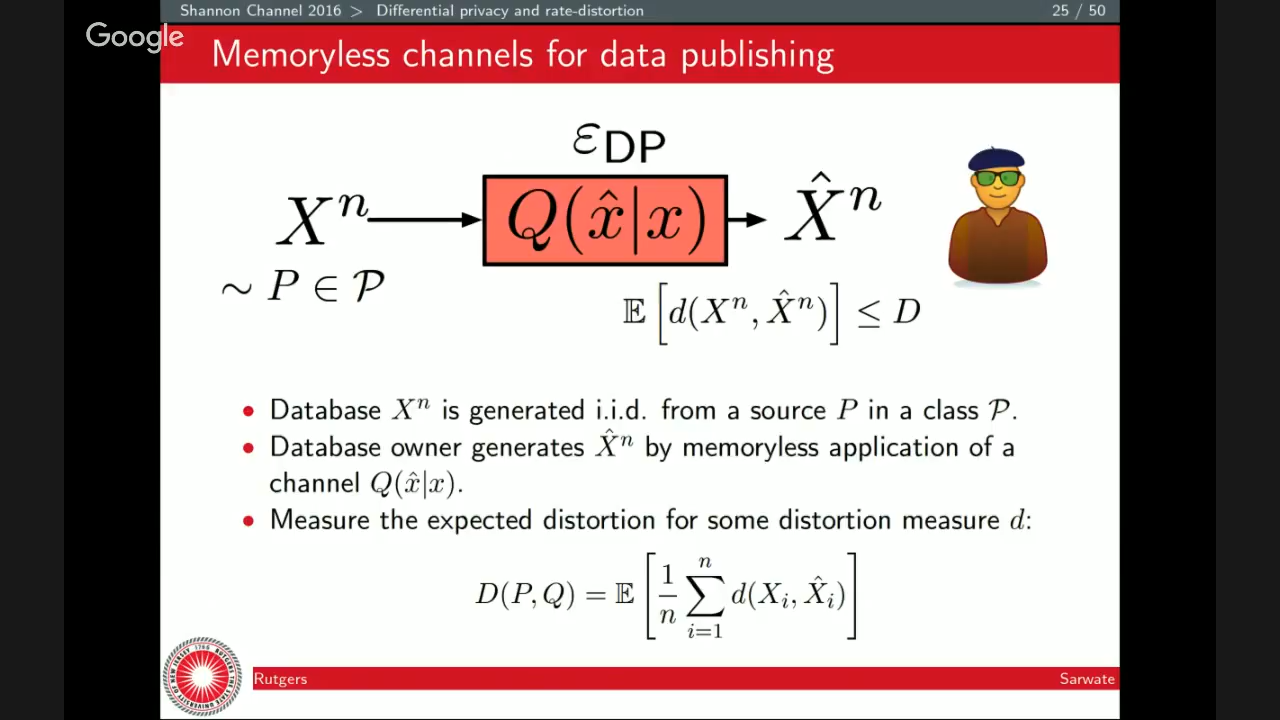 Shannon Channel 2016 > Differential privacy and rate-distortion 25 / 50
Google
Memoryless channels for data publishing
ε_DP
X^n → Q(x̂|x) → X̂^n
∼ P ∈ 𝒫
𝔼[d(X^n, X̂^n)] ≤ D
• Database X^n is generated i.i.d. from a source P in a class 𝒫.
• Database owner generates X̂^n by memoryless application of a
channel Q(x̂|x).
• Measure the expected distortion for some distortion measure d:
D(P, Q) = 𝔼[1/n ∑_{i=1}^{n} d(X_i, X̂_i)]
Rutgers Sarwate